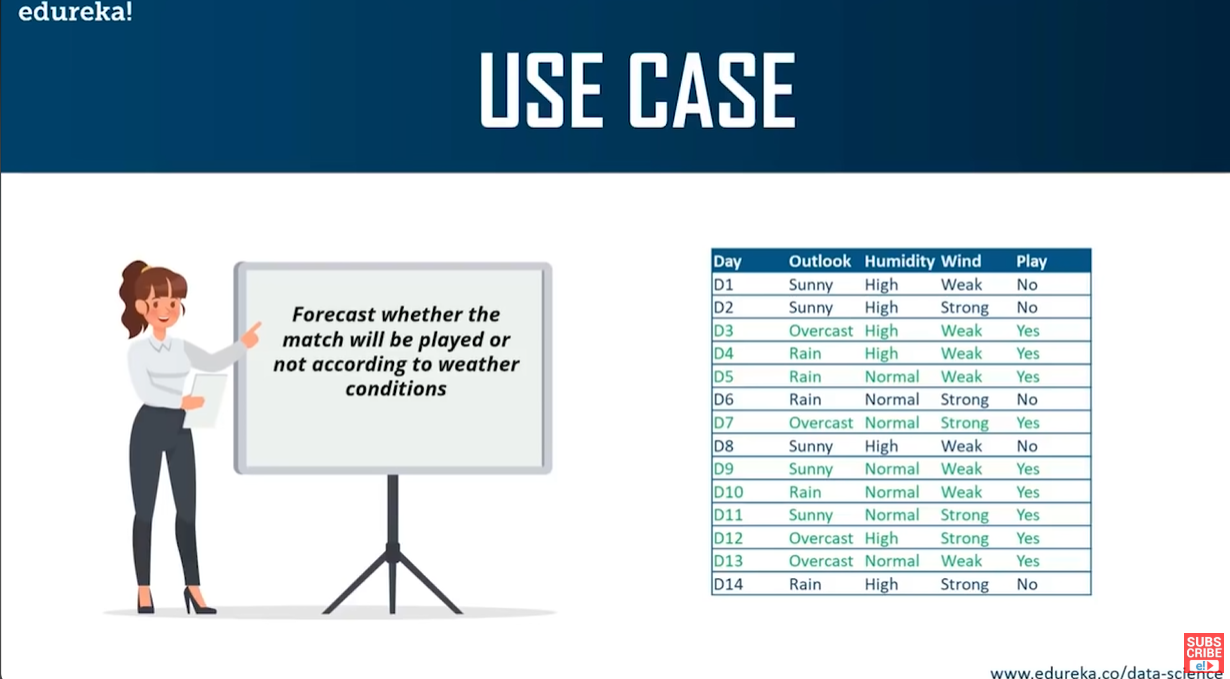 edureka!
USE CASE
Forecast whether the
match will be played or
not according to weather
conditions
Day Outlook Humidity Wind Play
D1 Sunny High Weak No
D2 Sunny High Strong No
D3 Overcast High Weak Yes
D4 Rain High Weak Yes
D5 Rain Normal Weak Yes
D6 Rain Normal Strong No
D7 Overcast Normal Strong Yes
D8 Sunny High Weak No
D9 Sunny Normal Weak Yes
D10 Rain Normal Weak Yes
D11 Sunny Normal Strong Yes
D12 Overcast High Strong Yes
D13 Overcast Normal Weak Yes
D14 Rain High Strong No
SUBS
CRIBE
e!
www.edureka.co/data-science